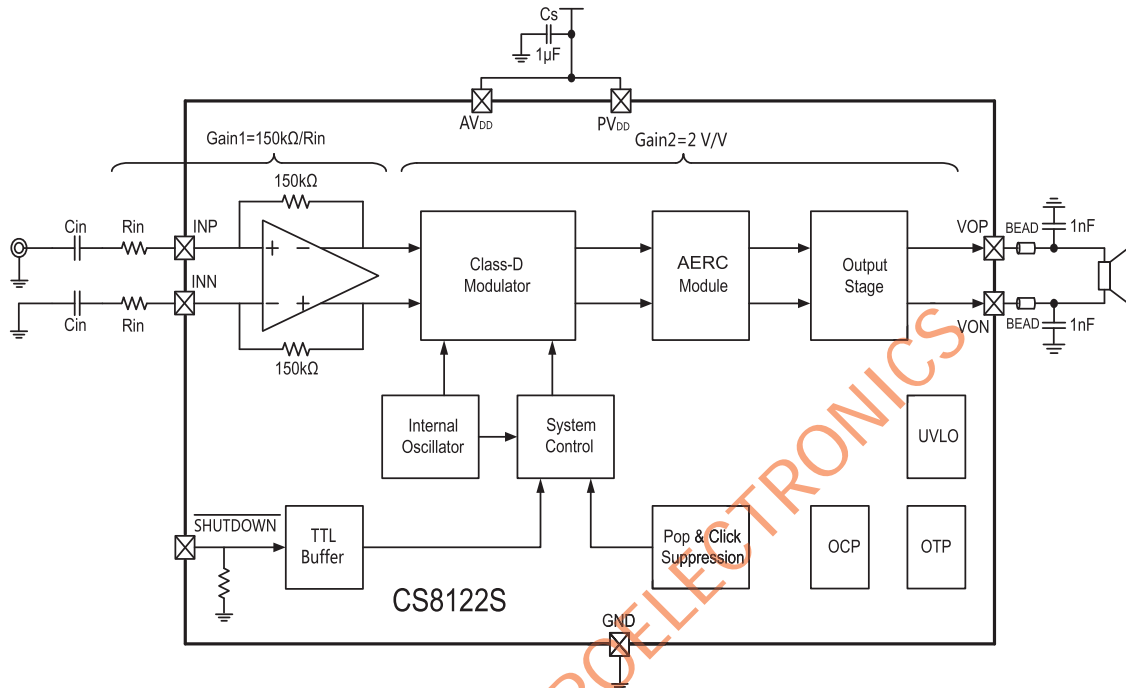 Cs
1µF
AVDD
PVDD
Gain1=150kΩ/Rin
Gain2=2 V/V
150kΩ
Cin
Rin
INP
VOP
BEAD
1nF
Class-D
Modulator
AERC
Module
Output
Stage
INN
Cin
Rin
VON
BEAD
1nF
150kΩ
Internal
Oscillator
System
Control
UVLO
SHUTDOWN
TTL
Buffer
Pop & Click
Suppression
OCP
OTP
CS8122S
GND